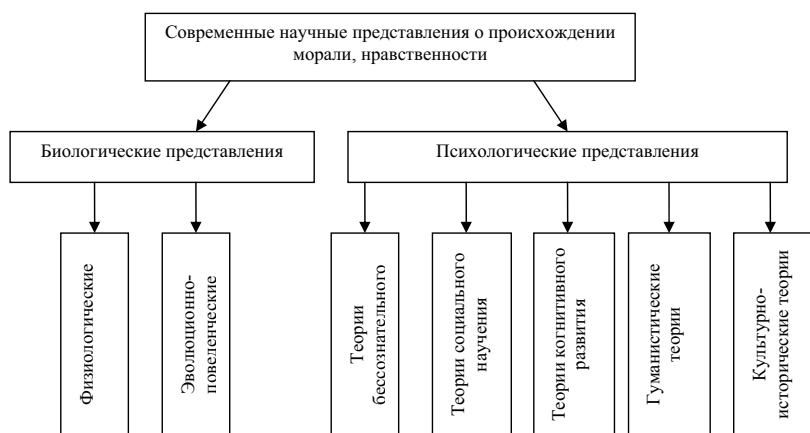 Современные научные представления о происхождении
морали, нравственности
Биологические представления
Психологические представления
Физиологические
Эволюционно-
поведенческие
Теории
бессознательного
Теории социального
научения
Теории когнитивного
развития
Гуманистические
теории
Культурно-
исторические теории